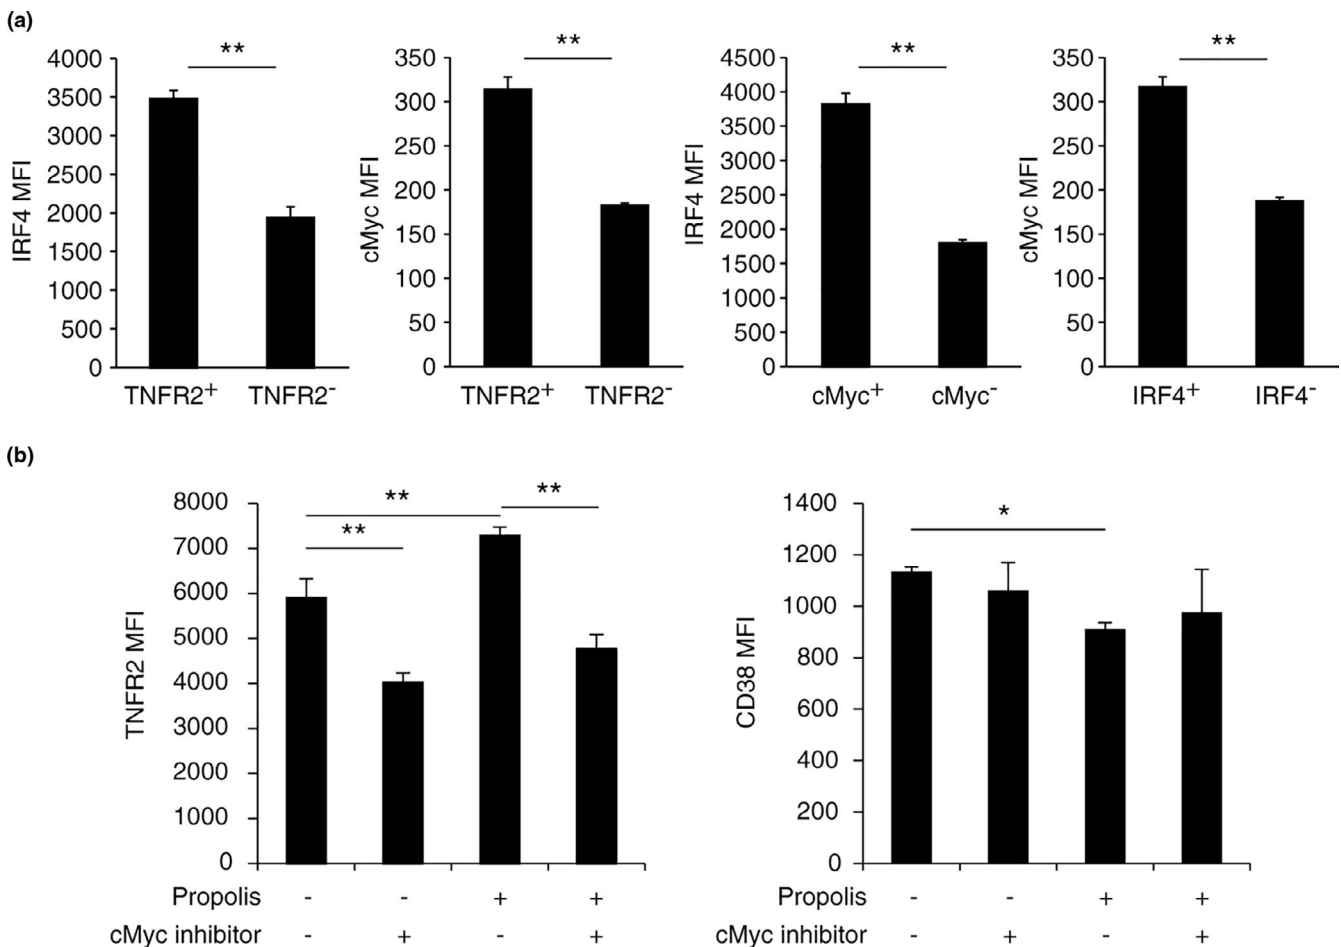 (a)
** ** ** **
4000 350 4500 350
3500 300 4000 300
3000 250 3500 250
2500 200 3000 200
2000 150 2500 150
1500 100 2000 100
1000 50 1500 50
500 0 1000 0
0 500
0
IRF4 MFI cMyc MFI IRF4 MFI cMyc MFI
TNFR2+ TNFR2- TNFR2+ TNFR2- cMyc+ cMyc- IRF4+ IRF4-
(b)
** ** **
8000
7000
6000
5000
4000
3000
2000
1000
0
TNFR2 MFI
Propolis - - + +
cMyc inhibitor - + - +
*
1400
1200
1000
800
600
400
200
0
CD38 MFI
Propolis - - + +
cMyc inhibitor - + - +